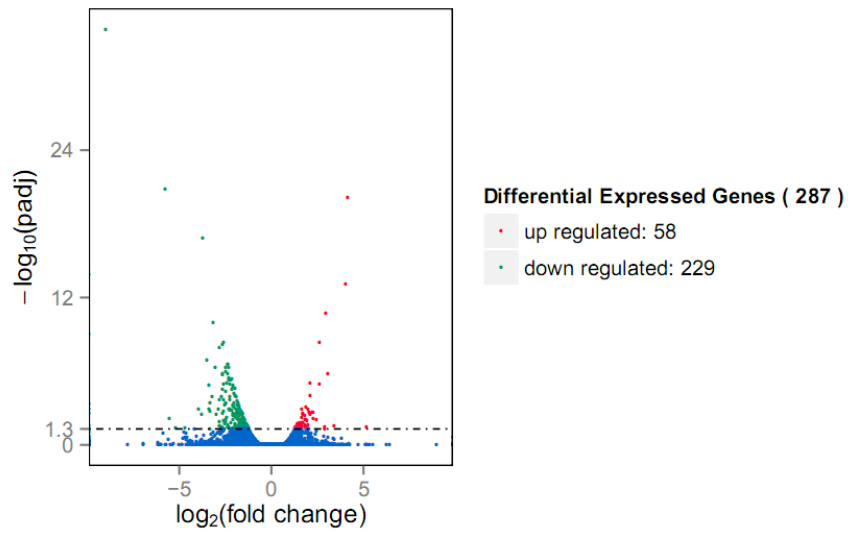 24
12
1.3
0
−log10(padj)
−5 0 5
log2(fold change)
Differential Expressed Genes ( 287 )
up regulated: 58
down regulated: 229